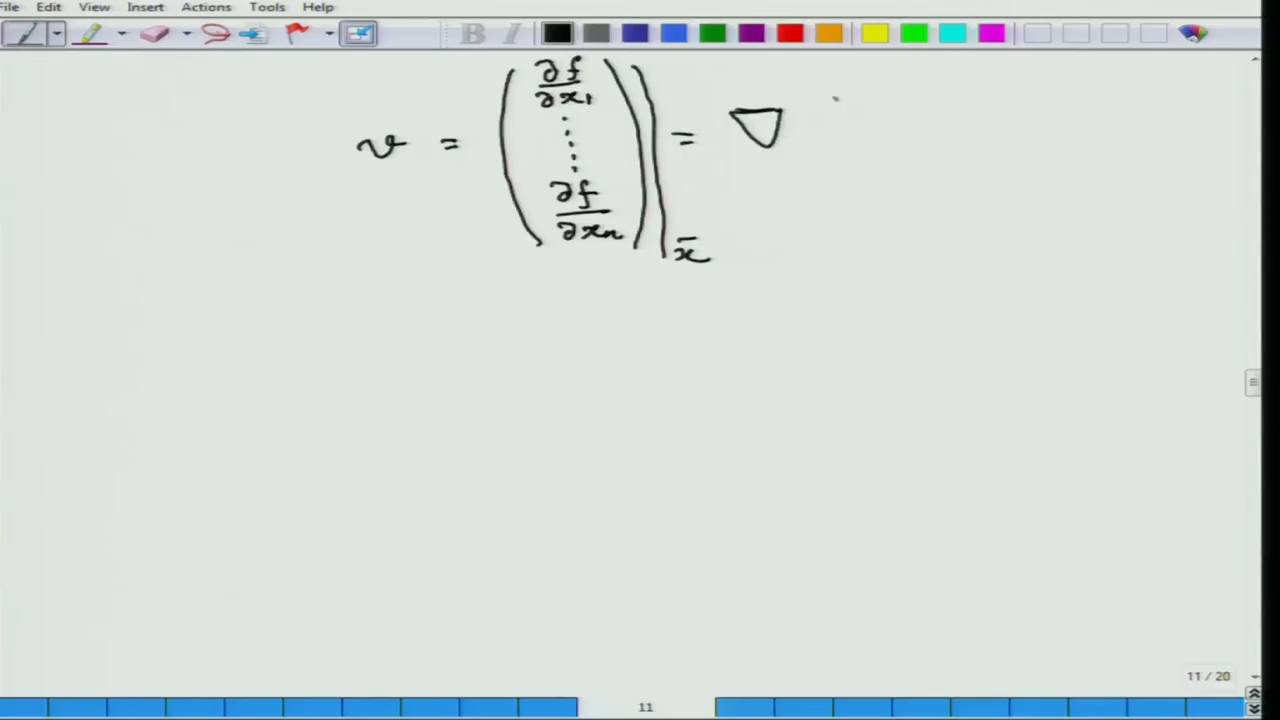 File Edit View Insert Actions Tools Help
B I
v = ( ∂f/∂x₁ ⋮ ∂f/∂xₙ ) |x̄ = ∇
11 / 20
11